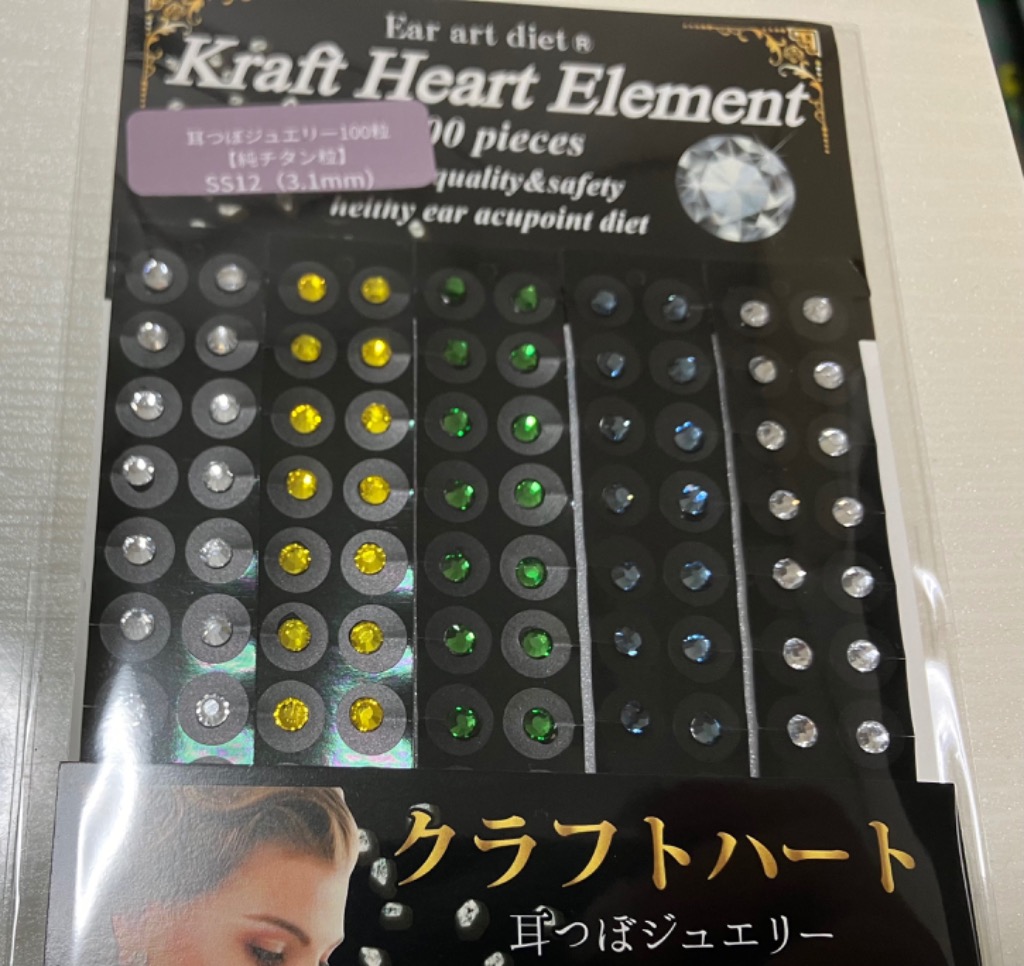 Ear art diet®
Kraft Heart Element
00 pieces
耳つぼジュエリー100粒
【純チタン粒】
SS12（3.1mm）
quality&safety
helthy ear acupoint diet
クラフトハート
耳つぼジュエリー